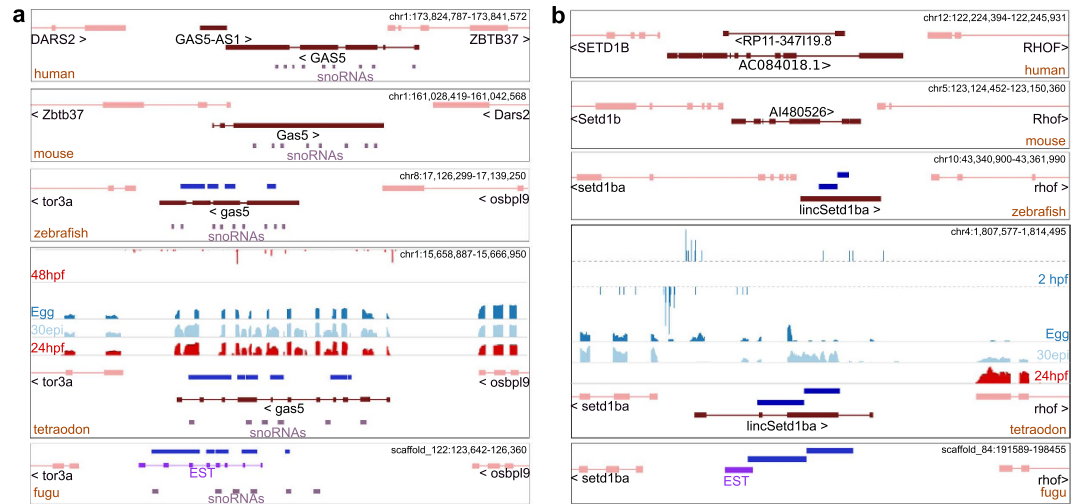 a
chr1:173,824,787-173,841,572
DARS2 >
GAS5-AS1 >
ZBTB37 >
< GAS5
snoRNAs
human
chr1:161,028,419-161,042,568
< Zbtb37
< Dars2
Gas5 >
snoRNAs
mouse
chr8:17,126,299-17,139,250
< tor3a
< osbpl9
< gas5
snoRNAs
zebrafish
chr1:15,658,887-15,666,950
48hpf
Egg
30epi
24hpf
< tor3a
< osbpl9
< gas5
snoRNAs
tetraodon
scaffold_122:123,642-126,360
< tor3a
< osbpl9
EST
snoRNAs
fugu
b
chr12:122,224,394-122,245,931
<SETD1B
<RP11-347I19.8
RHOF>
AC084018.1>
human
chr5:123,124,452-123,150,360
AI480526>
<Setd1b
Rhof>
mouse
chr10:43,340,900-43,361,990
<setd1ba
rhof >
lincSetd1ba >
zebrafish
chr4:1,807,577-1,814,495
2 hpf
Egg
30epi
24hpf
< setd1ba
rhof >
lincSetd1ba >
tetraodon
scaffold_84:191589-198455
< setd1ba
rhof>
EST
fugu